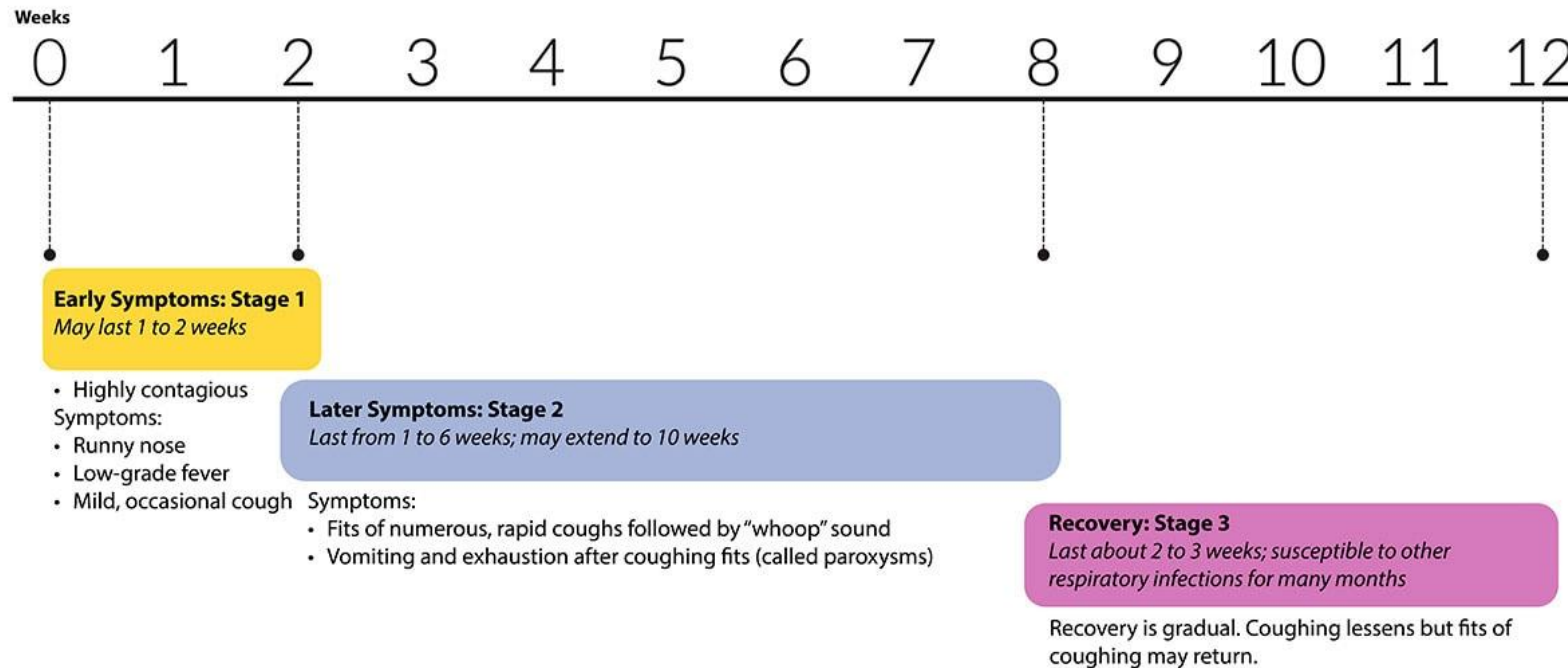 Weeks
0 1 2 3 4 5 6 7 8 9 10 11 12
Early Symptoms: Stage 1
May last 1 to 2 weeks
• Highly contagious
Symptoms:
• Runny nose
• Low-grade fever
• Mild, occasional cough
Later Symptoms: Stage 2
Last from 1 to 6 weeks; may extend to 10 weeks
Symptoms:
• Fits of numerous, rapid coughs followed by “whoop” sound
• Vomiting and exhaustion after coughing fits (called paroxysms)
Recovery: Stage 3
Last about 2 to 3 weeks; susceptible to other
respiratory infections for many months
Recovery is gradual. Coughing lessens but fits of
coughing may return.